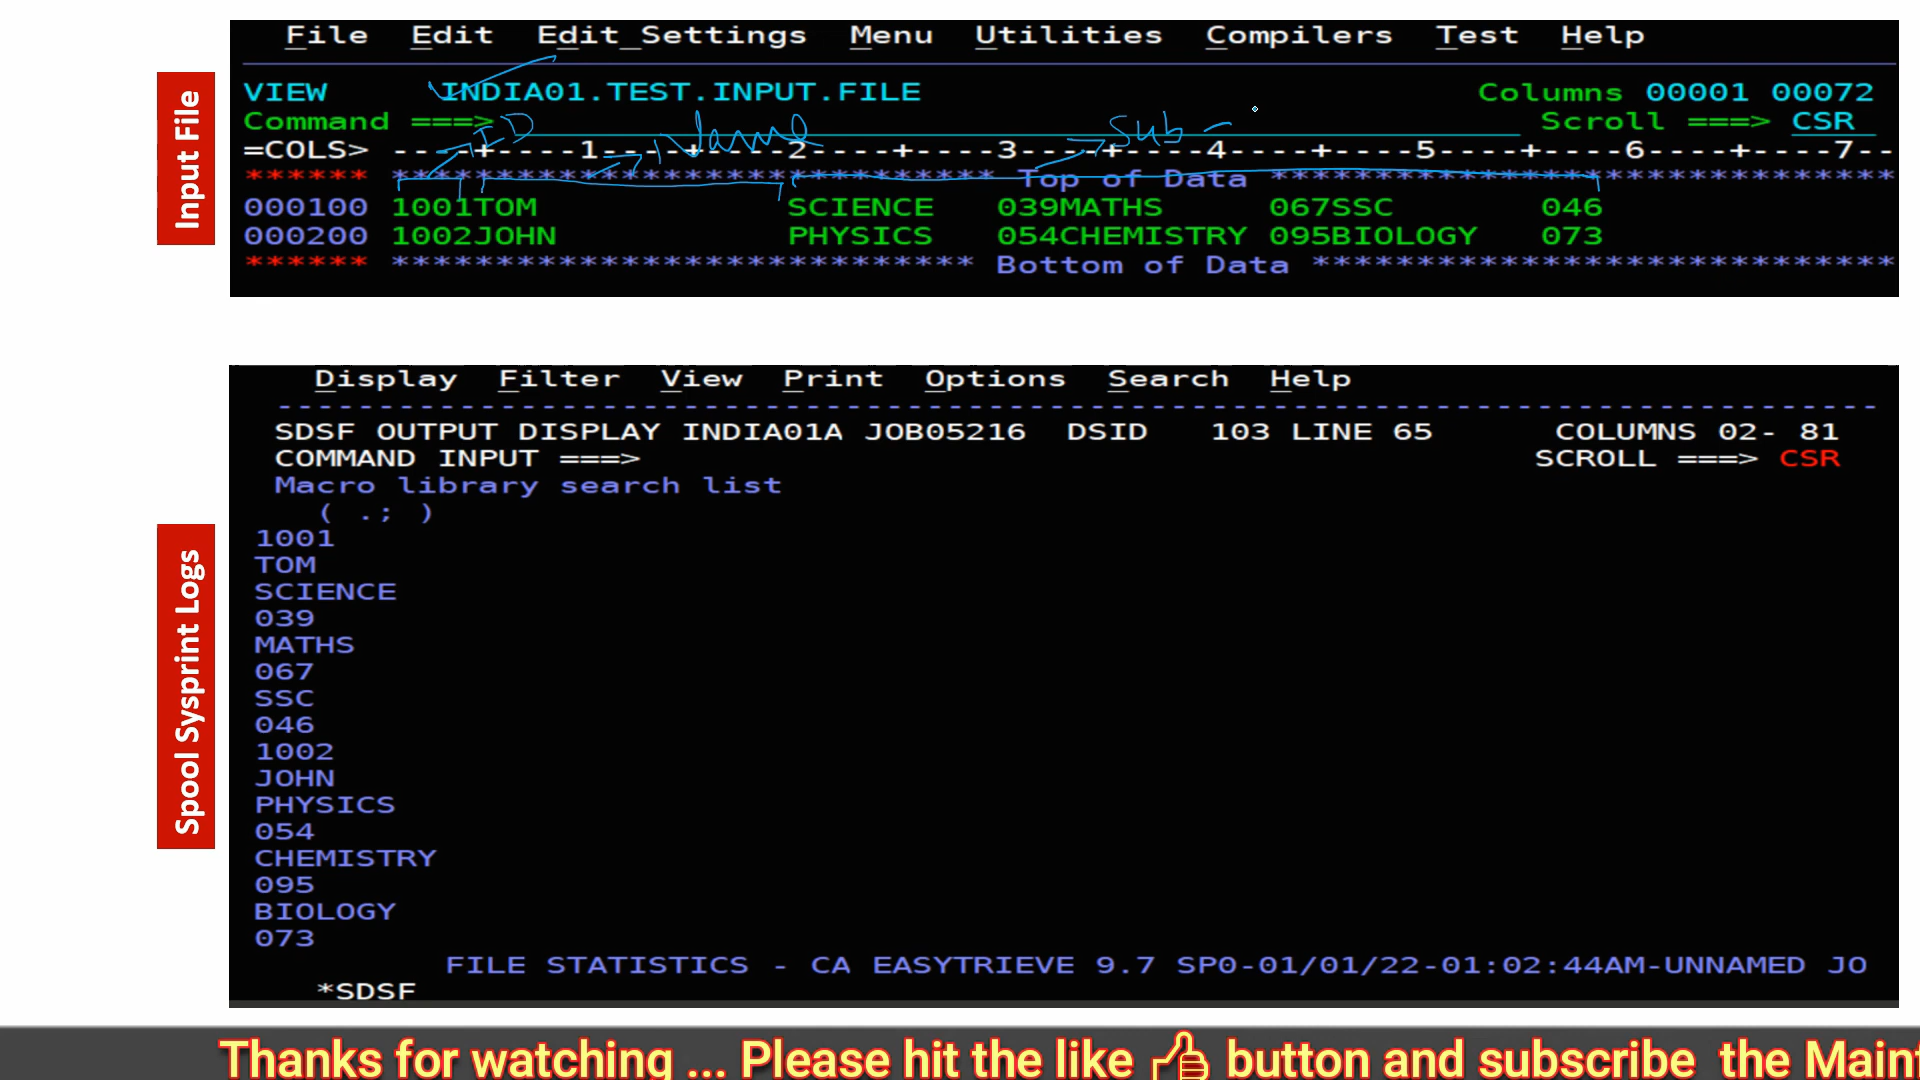 Input File
File Edit Edit_Settings Menu Utilities Compilers Test Help
VIEW INDIA01.TEST.INPUT.FILE Columns 00001 00072
Command ===> Scroll ===> CSR
ID Name Sub -
=COLS> ----+----1----+----2----+----3----+----4----+----5----+----6----+----7--
****** ***************************** Top of Data ******************************
000100 1001TOM SCIENCE 039MATHS 067SSC 046
000200 1002JOHN PHYSICS 054CHEMISTRY 095BIOLOGY 073
****** **************************** Bottom of Data ****************************
Spool Sysprint Logs
Display Filter View Print Options Search Help
-------------------------------------------------------------------------------
SDSF OUTPUT DISPLAY INDIA01A JOB05216 DSID 103 LINE 65 COLUMNS 02- 81
COMMAND INPUT ===> SCROLL ===> CSR
Macro library search list
( .; )
1001
TOM
SCIENCE
039
MATHS
067
SSC
046
1002
JOHN
PHYSICS
054
CHEMISTRY
095
BIOLOGY
073
FILE STATISTICS - CA EASYTRIEVE 9.7 SP0-01/01/22-01:02:44AM-UNNAMED JO
*SDSF
Thanks for watching ... Please hit the like 👍 button and subscribe the Main